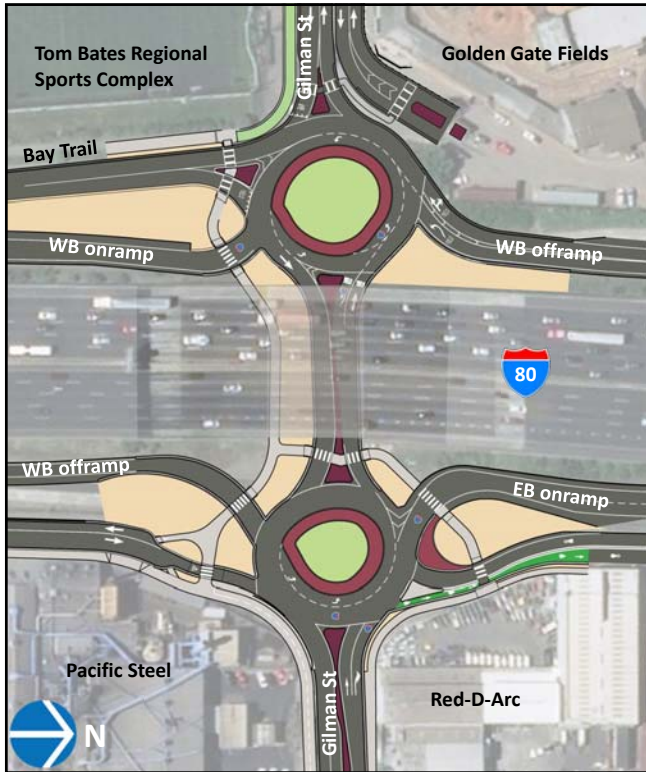 Tom Bates Regional
Sports Complex
Gilman St
Golden Gate Fields
Bay Trail
WB onramp
WB offramp
80
WB offramp
EB onramp
Pacific Steel
Gilman St
Red-D-Arc
N